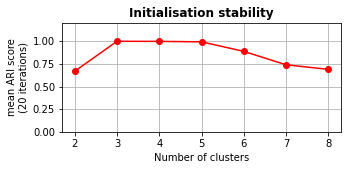 Initialisation stability
mean ARI score
(20 iterations)
1.00
0.75
0.50
0.25
0.00
2 3 4 5 6 7 8
Number of clusters